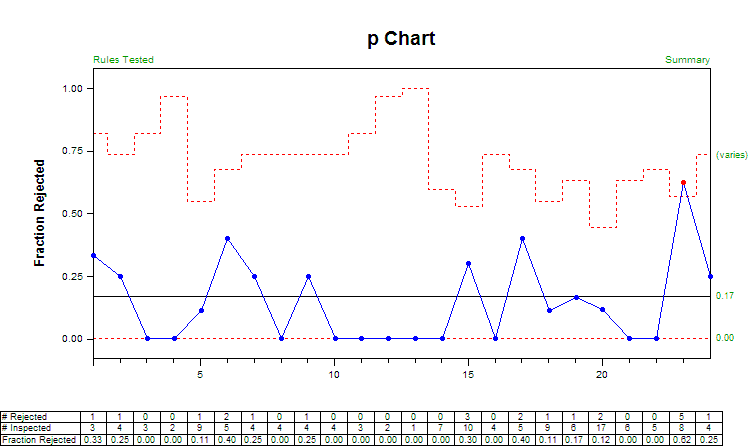 p Chart
Rules Tested Summary
1.00
0.75 (varies)
0.50
0.25
0.17
0.00 0.00
Fraction Rejected
5 10 15 20
# Rejected 1 1 0 0 1 2 1 0 1 0 0 0 0 0 3 0 2 1 1 2 0 0 5 1
# Inspected 3 4 3 2 9 5 4 4 4 4 3 2 1 7 10 4 5 9 6 17 6 5 8 4
Fraction Rejected 0.33 0.25 0.00 0.00 0.11 0.40 0.25 0.00 0.25 0.00 0.00 0.00 0.00 0.00 0.30 0.00 0.40 0.11 0.17 0.12 0.00 0.00 0.62 0.25